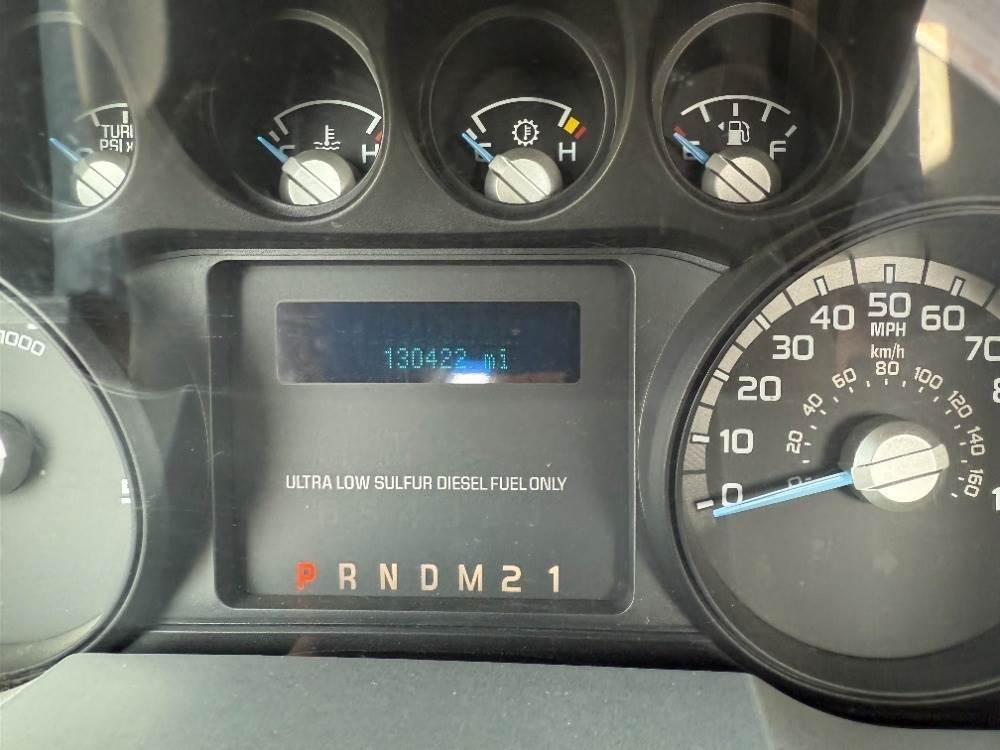 PSI x
H
H
E
F
1000
130422 mi
ULTRA LOW SULFUR DIESEL FUEL ONLY
P R N D M 2 1
0
10
20
30
40
50
60
70
MPH
km/h
20
40
60
80
100
120
140
160